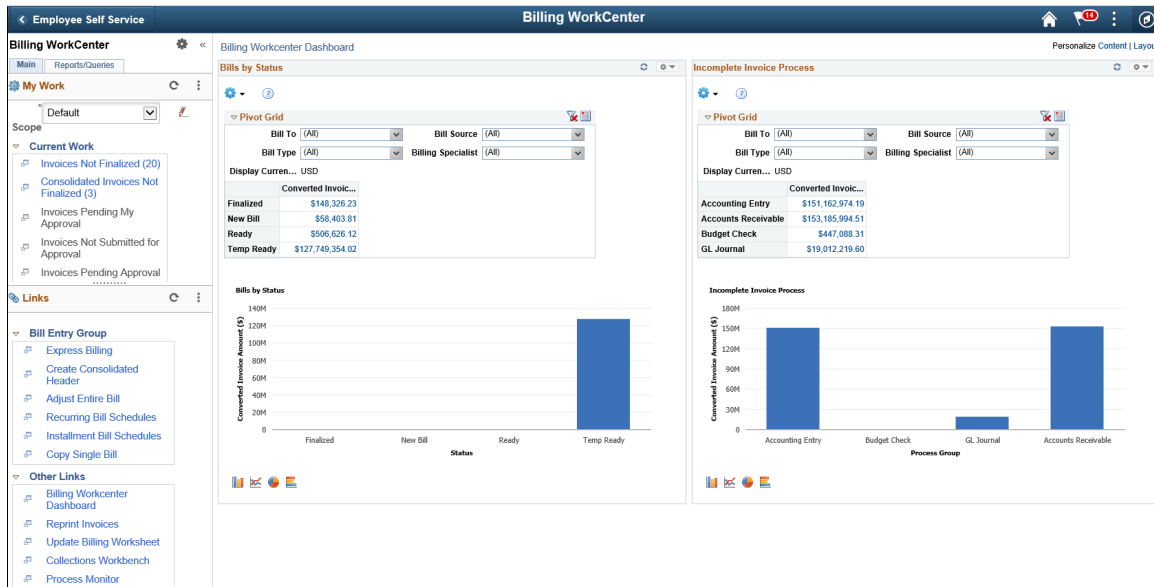 Employee Self Service
Billing WorkCenter
14
Billing WorkCenter
«
Main
Reports/Queries
My Work
*
Default
Scope
Current Work
Invoices Not Finalized (20)
Consolidated Invoices Not
Finalized (3)
Invoices Pending My
Approval
Invoices Not Submitted for
Approval
Invoices Pending Approval
Links
Bill Entry Group
Express Billing
Create Consolidated
Header
Adjust Entire Bill
Recurring Bill Schedules
Installment Bill Schedules
Copy Single Bill
Other Links
Billing Workcenter
Dashboard
Reprint Invoices
Update Billing Worksheet
Collections Workbench
Process Monitor
Billing Workcenter Dashboard
Personalize Content | Layou
Bills by Status
?
Pivot Grid
Bill To (All) Bill Source (All)
Bill Type (All) Billing Specialist (All)
Display Curren... USD
Converted Invoic...
Finalized $148,326.23
New Bill $58,403.81
Ready $506,626.12
Temp Ready $127,749,354.02
Bills by Status
Converted Invoice Amount ($)
140M
120M
100M
80M
60M
40M
20M
0
Finalized New Bill Ready Temp Ready
Status
Incomplete Invoice Process
?
Pivot Grid
Bill To (All) Bill Source (All)
Bill Type (All) Billing Specialist (All)
Display Curren... USD
Converted Invoic...
Accounting Entry $151,162,974.19
Accounts Receivable $153,185,994.51
Budget Check $447,088.31
GL Journal $19,012,219.60
Incomplete Invoice Process
Converted Invoice Amount ($)
180M
150M
120M
90M
60M
30M
0
Accounting Entry Budget Check GL Journal Accounts Receivable
Process Group